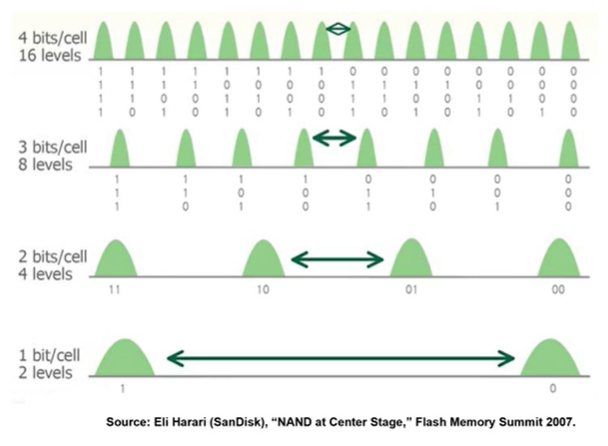 4 bits/cell
16 levels
1 1 1 1 1 1 1 1 0 0 0 0 0 0 0 0
1 1 1 1 0 0 0 0 1 1 1 1 0 0 0 0
1 1 0 0 1 1 0 0 1 1 0 0 1 1 0 0
1 0 1 0 1 0 1 0 1 0 1 0 1 0 1 0
3 bits/cell
8 levels
1 1 1 1 0 0 0 0
1 1 0 0 1 1 0 0
1 0 1 0 1 0 1 0
2 bits/cell
4 levels
11 10 01 00
1 bit/cell
2 levels
1 0
Source: Eli Harari (SanDisk), “NAND at Center Stage,” Flash Memory Summit 2007.